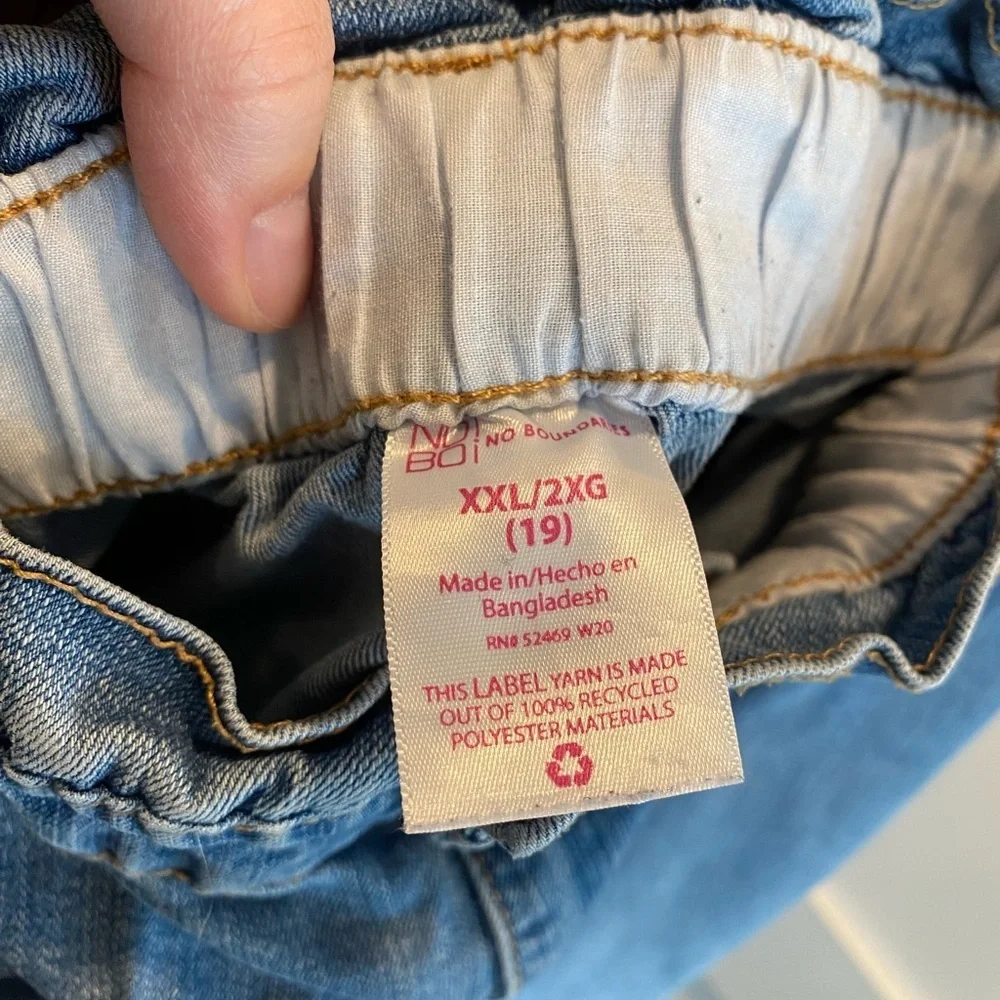 NO!
BO¡
NO BOUNDARIES
XXL/2XG
(19)
Made in/Hecho en
Bangladesh
RN# 52469 W20
THIS LABEL YARN IS MADE
OUT OF 100% RECYCLED
POLYESTER MATERIALS